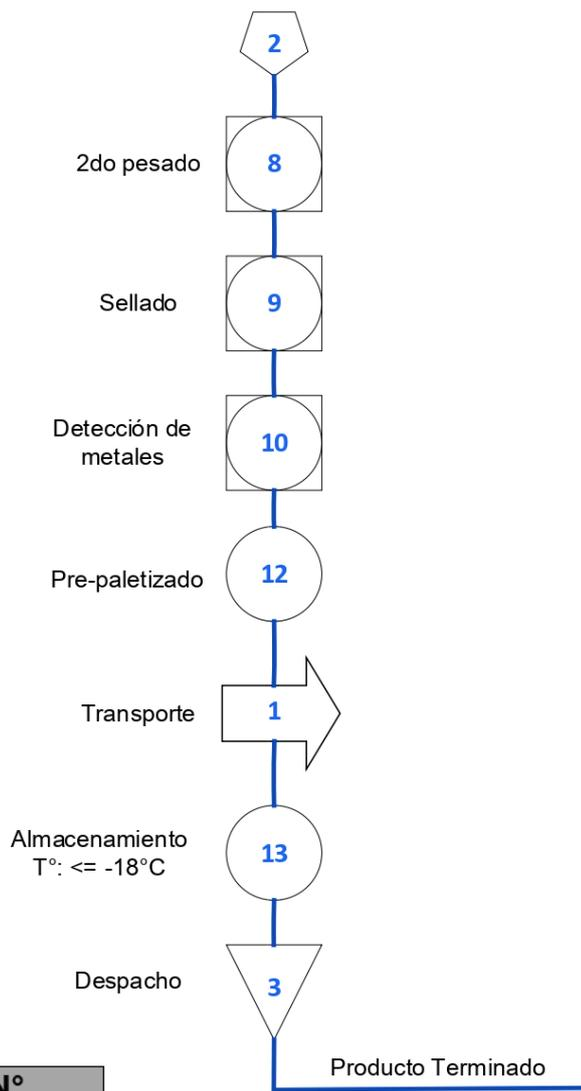 2
2do pesado
8
Sellado
9
Detección de
metales
10
Pre-paletizado
12
Transporte
1
Almacenamiento
T°: <= -18°C
13
Despacho
3
Producto Terminado
N°